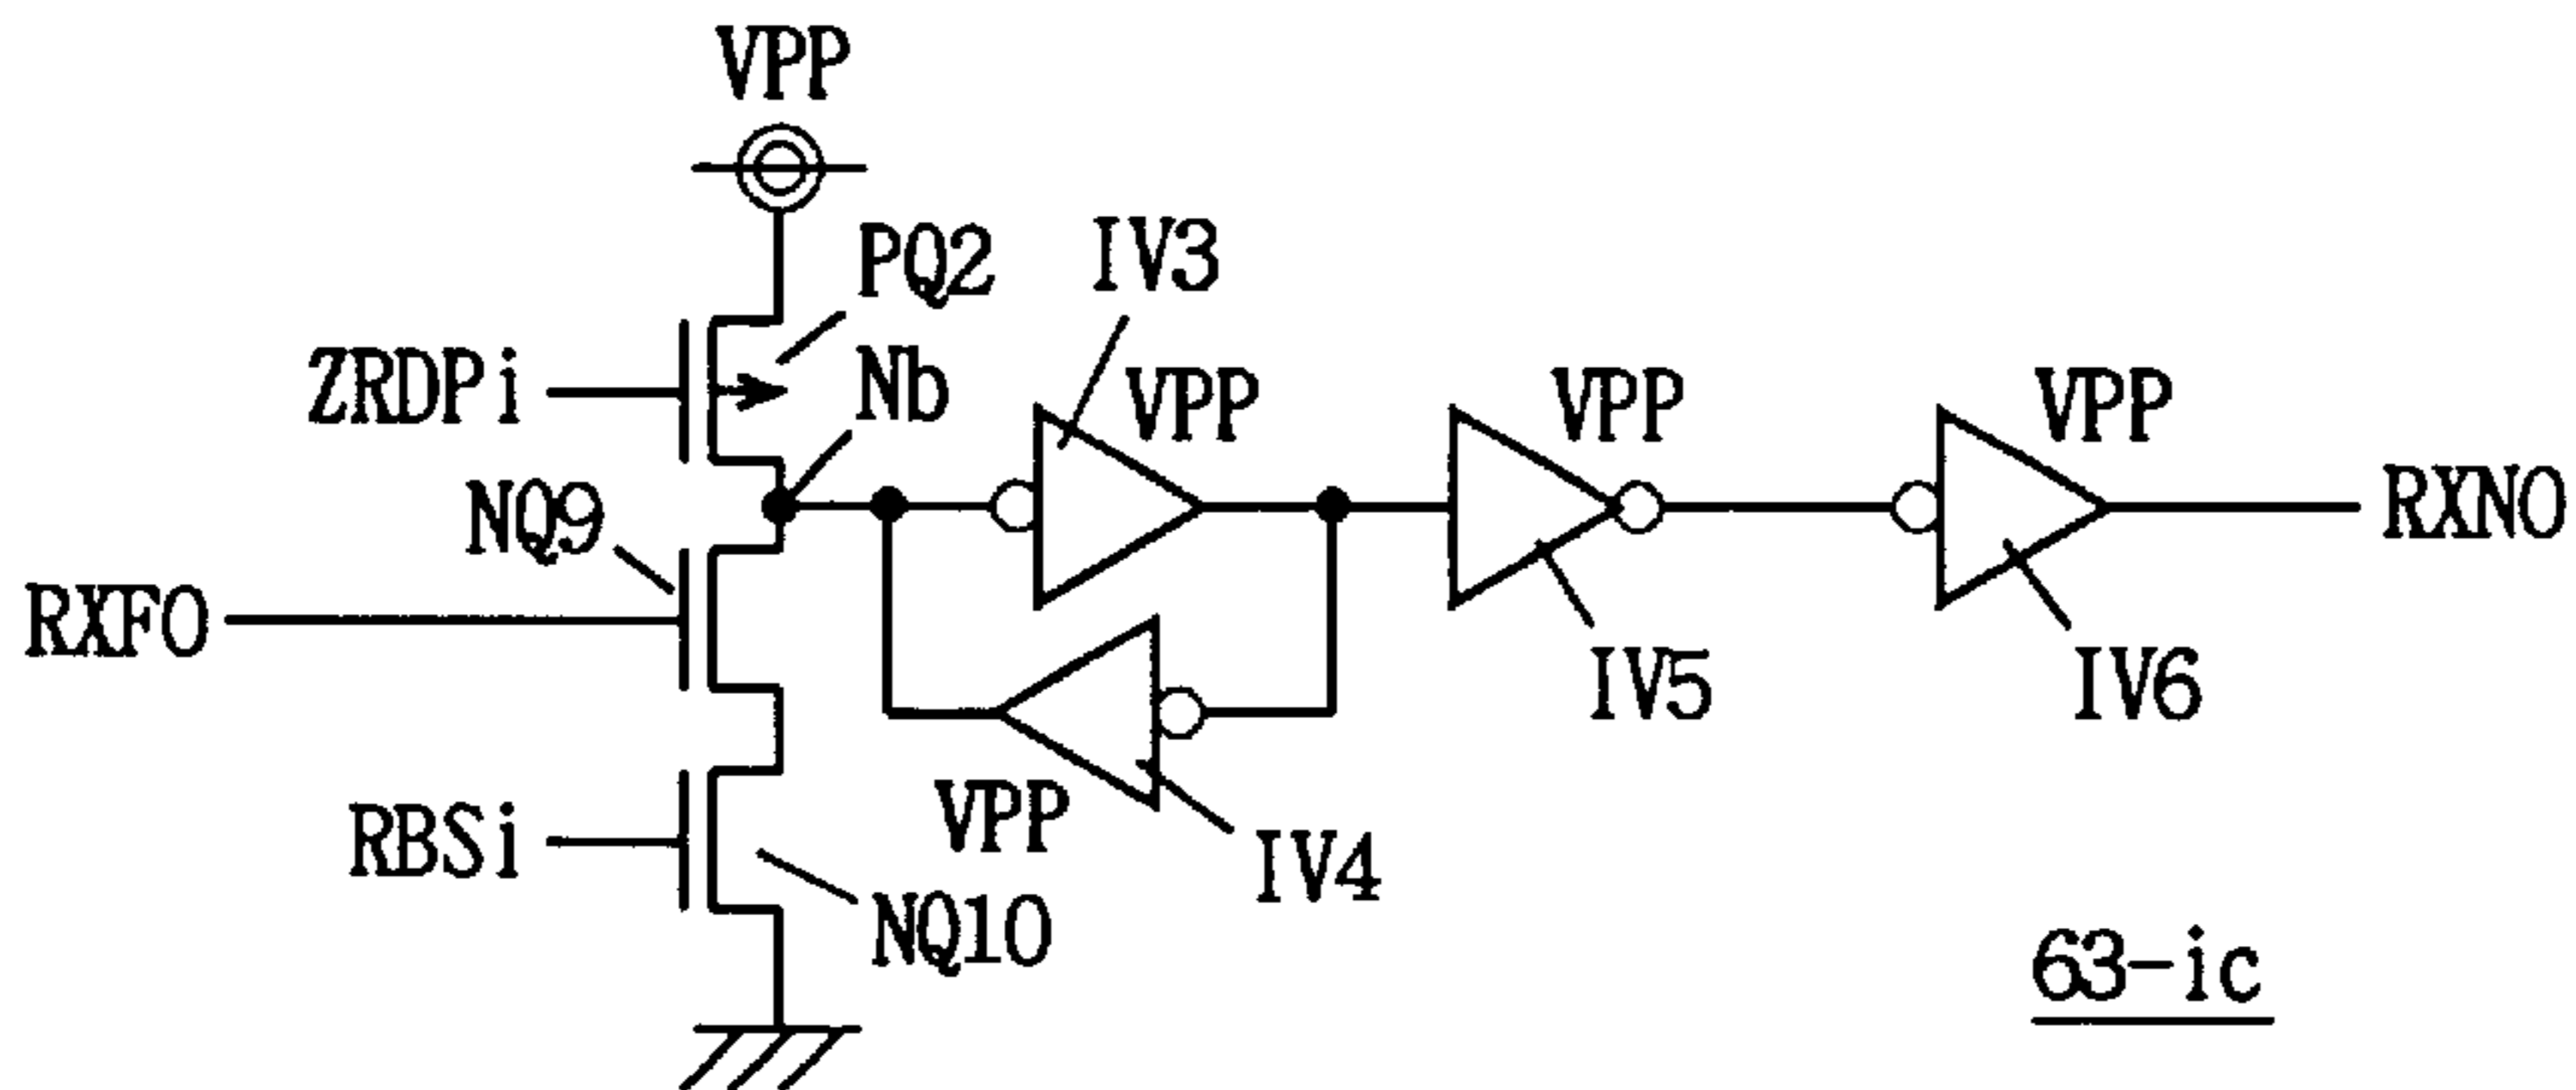 VPP
PQ2
IV3
ZRDPi
Nb
VPP
VPP
VPP
NQ9
RXNO
RXFO
IV5
IV6
RBSi
VPP
IV4
NQ10
63-ic